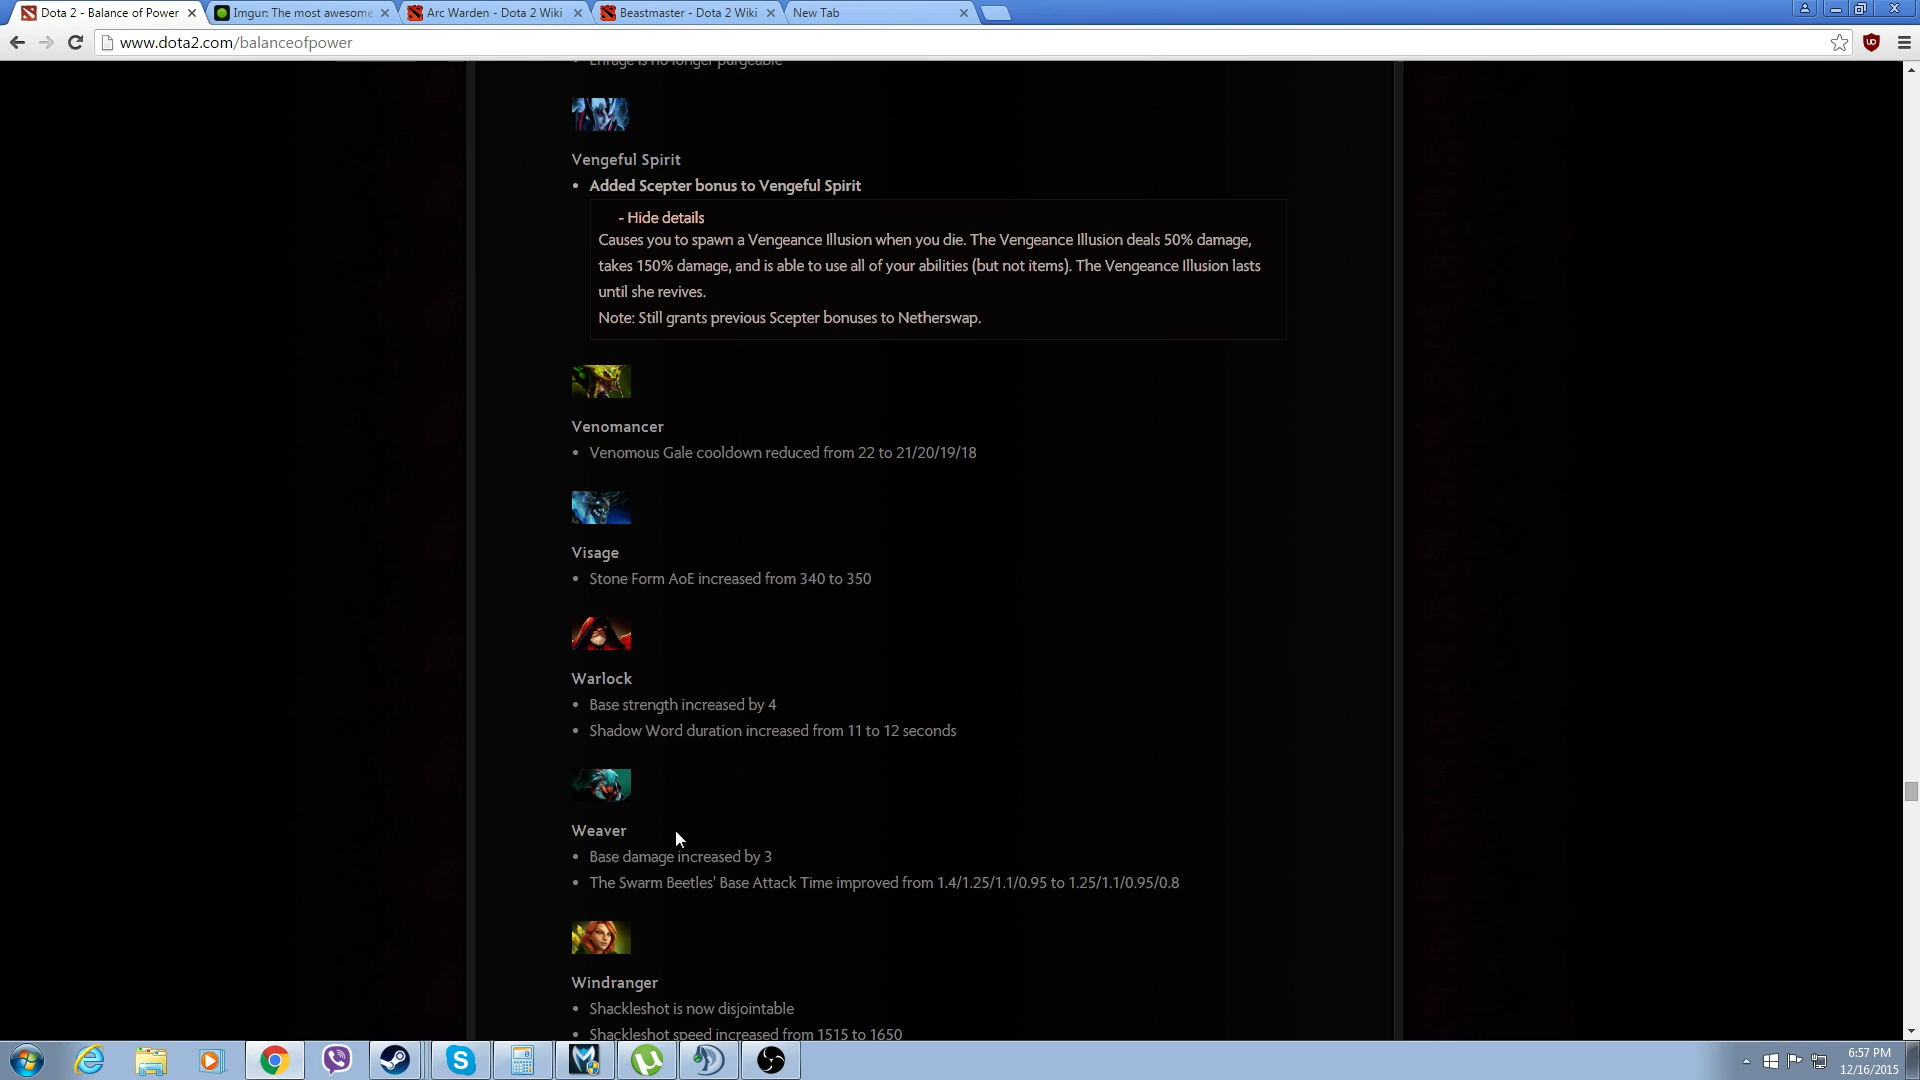 Dota 2 - Balance of Power
Imgur: The most awesome
Arc Warden - Dota 2 Wiki
Beastmaster - Dota 2 Wiki
New Tab
www.dota2.com/balanceofpower
Enrage is no longer purgeable
Vengeful Spirit
• Added Scepter bonus to Vengeful Spirit
- Hide details
Causes you to spawn a Vengeance Illusion when you die. The Vengeance Illusion deals 50% damage,
takes 150% damage, and is able to use all of your abilities (but not items). The Vengeance Illusion lasts
until she revives.
Note: Still grants previous Scepter bonuses to Netherswap.
Venomancer
• Venomous Gale cooldown reduced from 22 to 21/20/19/18
Visage
• Stone Form AoE increased from 340 to 350
Warlock
• Base strength increased by 4
• Shadow Word duration increased from 11 to 12 seconds
Weaver
• Base damage increased by 3
• The Swarm Beetles' Base Attack Time improved from 1.4/1.25/1.1/0.95 to 1.25/1.1/0.95/0.8
Windranger
• Shackleshot is now disjointable
• Shackleshot speed increased from 1515 to 1650
6:57 PM
12/16/2015